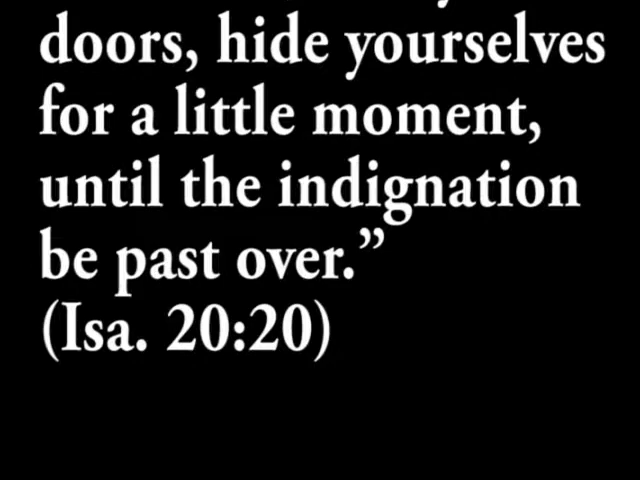 doors, hide yourselves
for a little moment,
until the indignation
be past over.”
(Isa. 20:20)